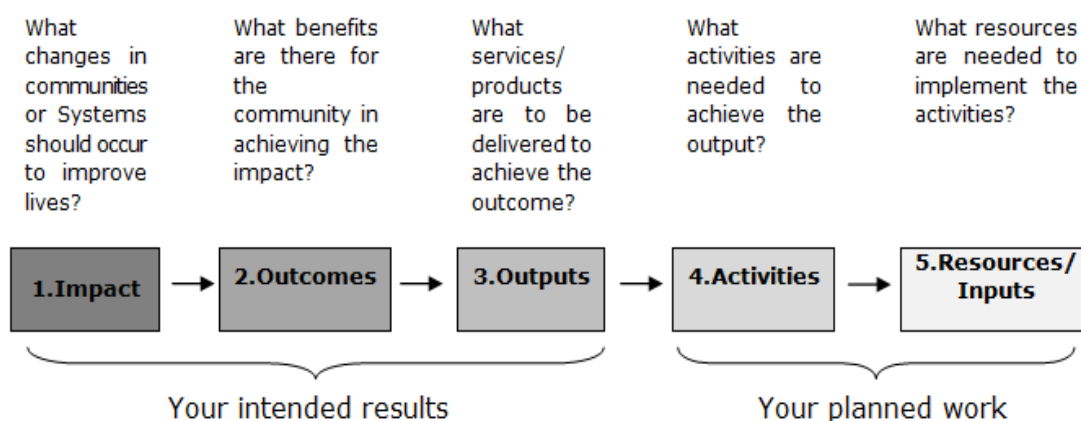 What
changes in
communities
or Systems
should occur
to improve
lives?
What benefits
are there for
the
community in
achieving the
impact?
What
services/
products
are to be
delivered to
achieve the
outcome?
What
activities are
needed to
achieve the
output?
What resources
are needed to
implement the
activities?
1.Impact
2.Outcomes
3.Outputs
4.Activities
5.Resources/
Inputs
Your intended results
Your planned work